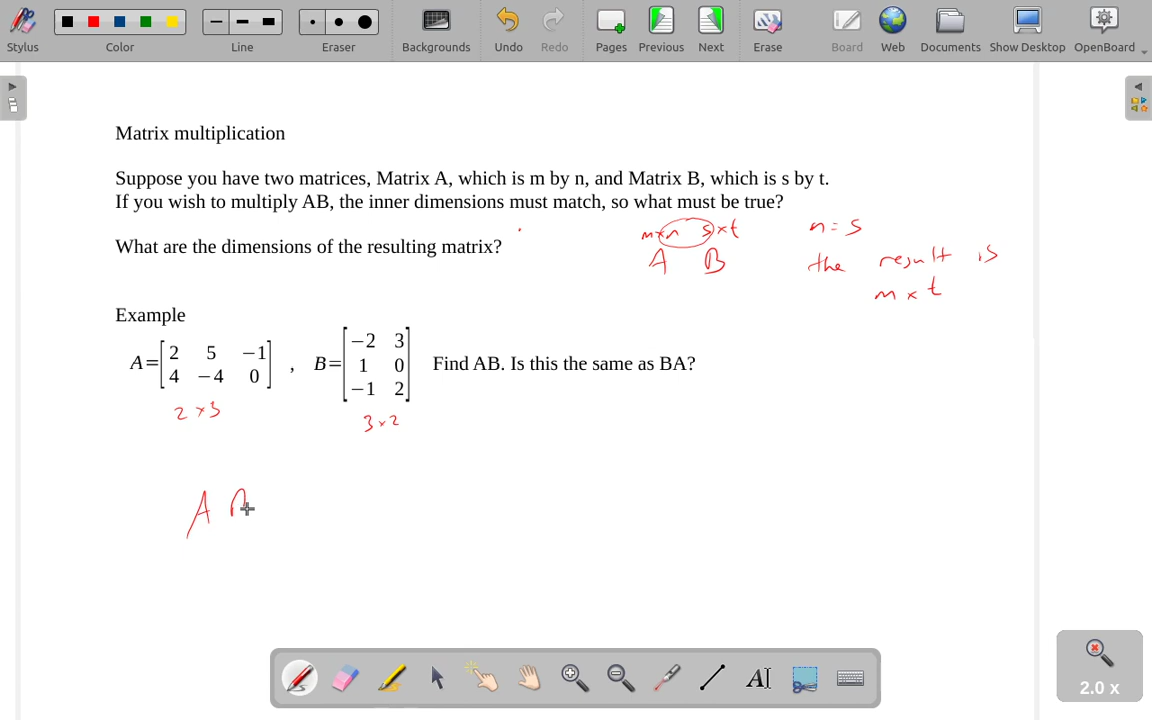 Stylus Color Line Eraser Backgrounds Undo Redo Pages Previous Next Erase Board Web Documents Show Desktop OpenBoard
Matrix multiplication
Suppose you have two matrices, Matrix A, which is m by n, and Matrix B, which is s by t.
If you wish to multiply AB, the inner dimensions must match, so what must be true?
m×n s×t n=s
What are the dimensions of the resulting matrix?
A B the result is
m×t
Example
A=[2 5 −1
4 −4 0] , B=[−2 3
1 0
−1 2] Find AB. Is this the same as BA?
2×3 3×2
A
AI
2.0 x